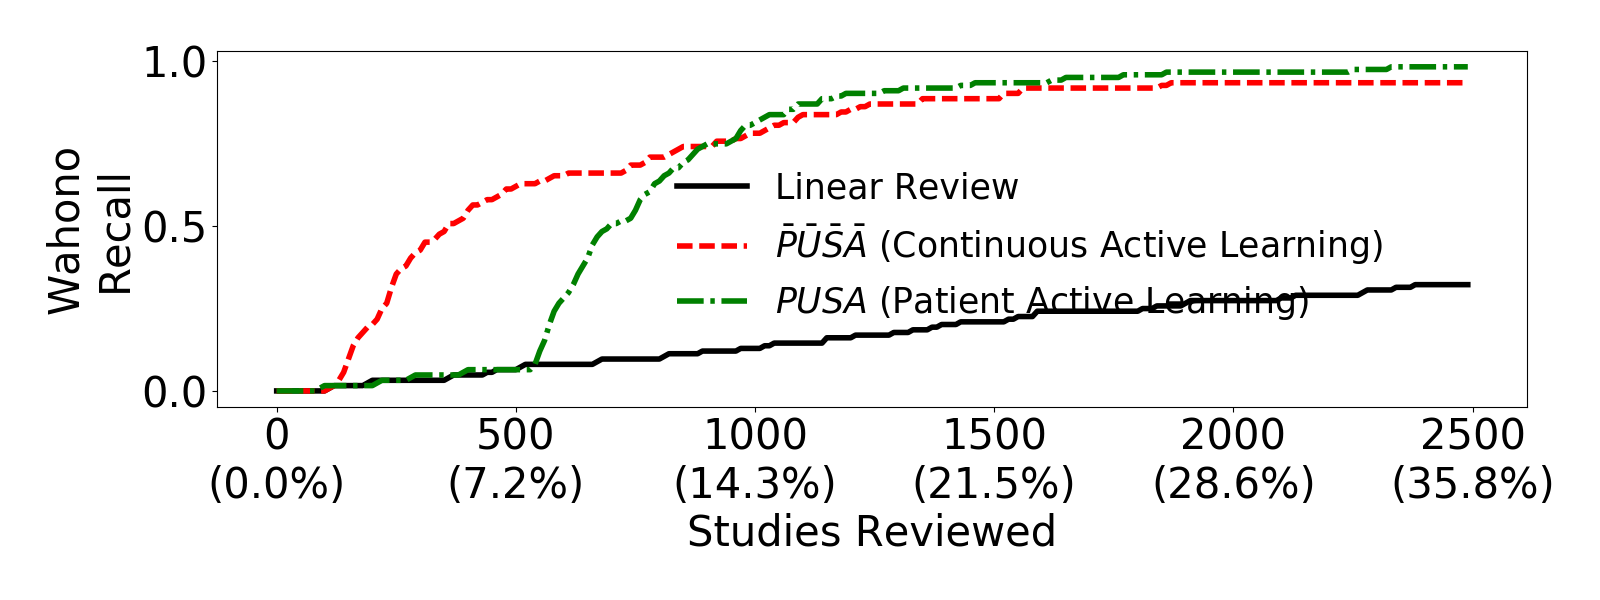 Wahono
Recall
1.0
0.5
0.0
Linear Review
P̄ŪS̄Ā (Continuous Active Learning)
PUSA (Patient Active Learning)
0 500 1000 1500 2000 2500
(0.0%) (7.2%) (14.3%) (21.5%) (28.6%) (35.8%)
Studies Reviewed